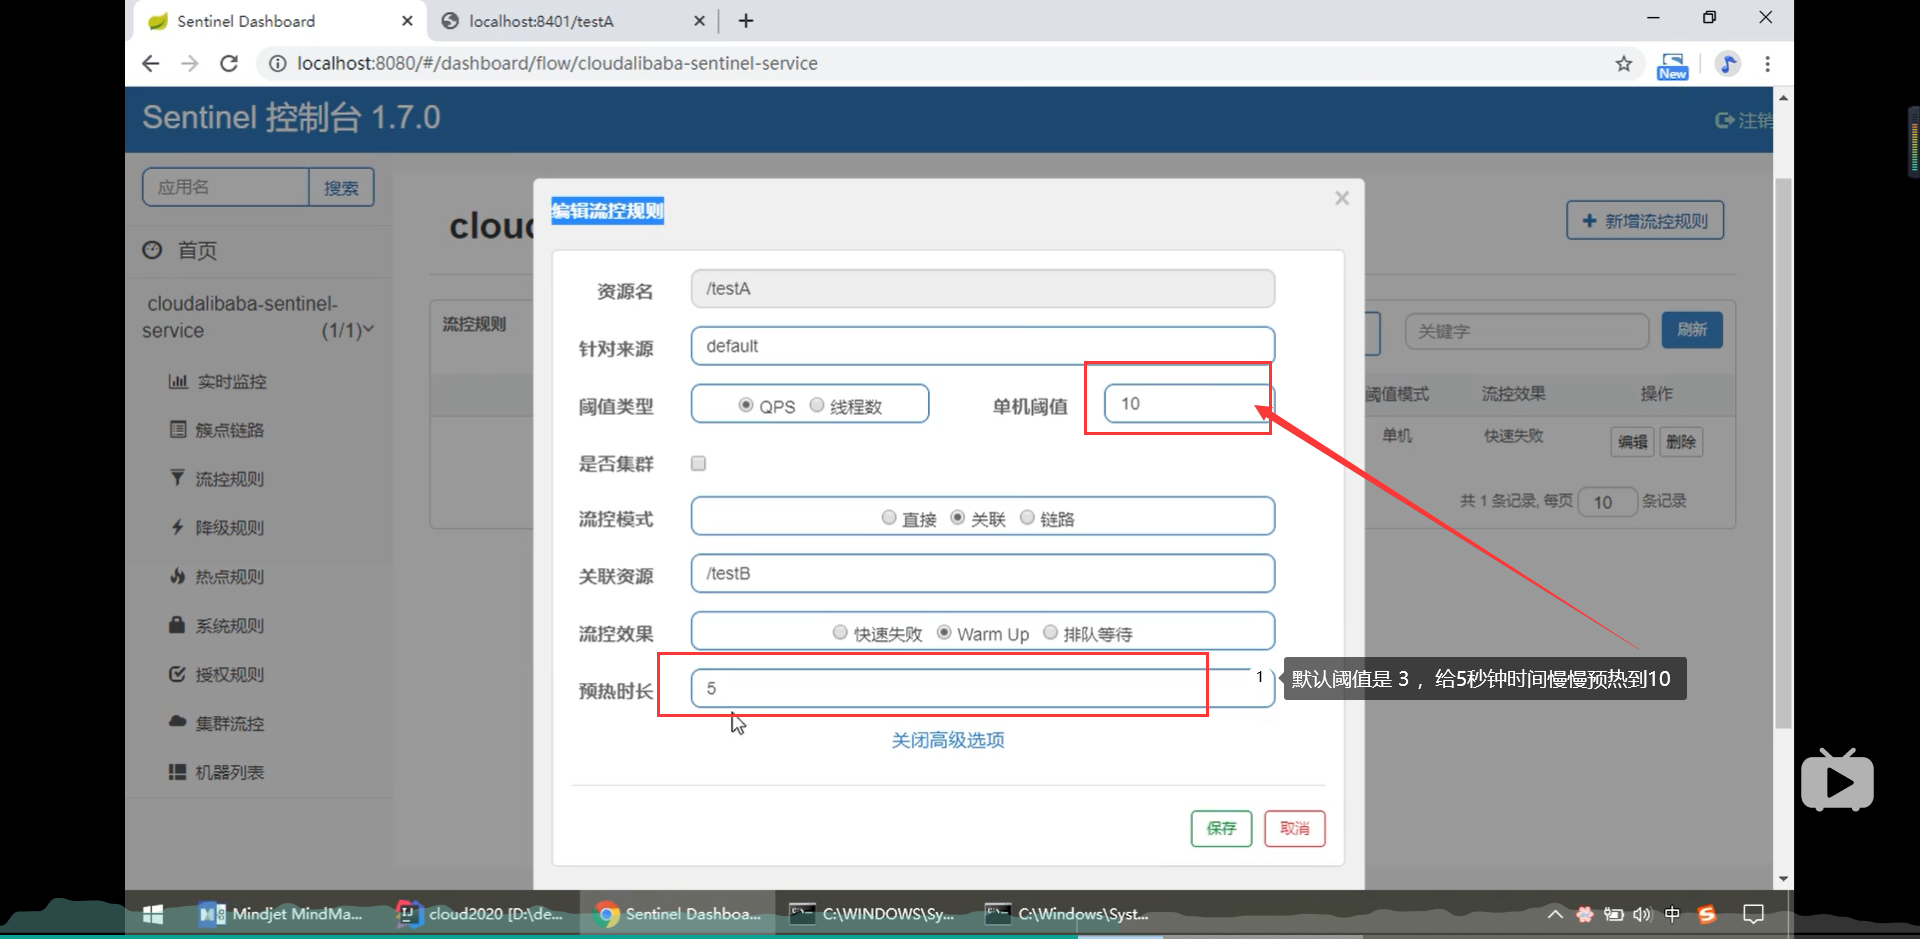 Sentinel Dashboard
localhost:8401/testA
localhost:8080/#/dashboard/flow/cloudalibaba-sentinel-service
New
Sentinel 控制台 1.7.0
注销
应用名
搜索
首页
cloudalibaba-sentinel-
service (1/1)
实时监控
簇点链路
流控规则
降级规则
热点规则
系统规则
授权规则
集群流控
机器列表
新增流控规则
流控规则
关键字
刷新
阈值模式 流控效果 操作
单机 快速失败 编辑 删除
共 1 条记录, 每页 10 条记录
编辑流控规则
资源名 /testA
针对来源 default
阈值类型 QPS 线程数 单机阈值 10
是否集群
流控模式 直接 关联 链路
关联资源 /testB
流控效果 快速失败 Warm Up 排队等待
预热时长 5
1
默认阈值是 3 ，给5秒钟时间慢慢预热到10
关闭高级选项
保存 取消
Mindjet MindMa...
cloud2020 [D:\de...
Sentinel Dashboa...
C:\WINDOWS\Sy...
C:\Windows\Syst...
中